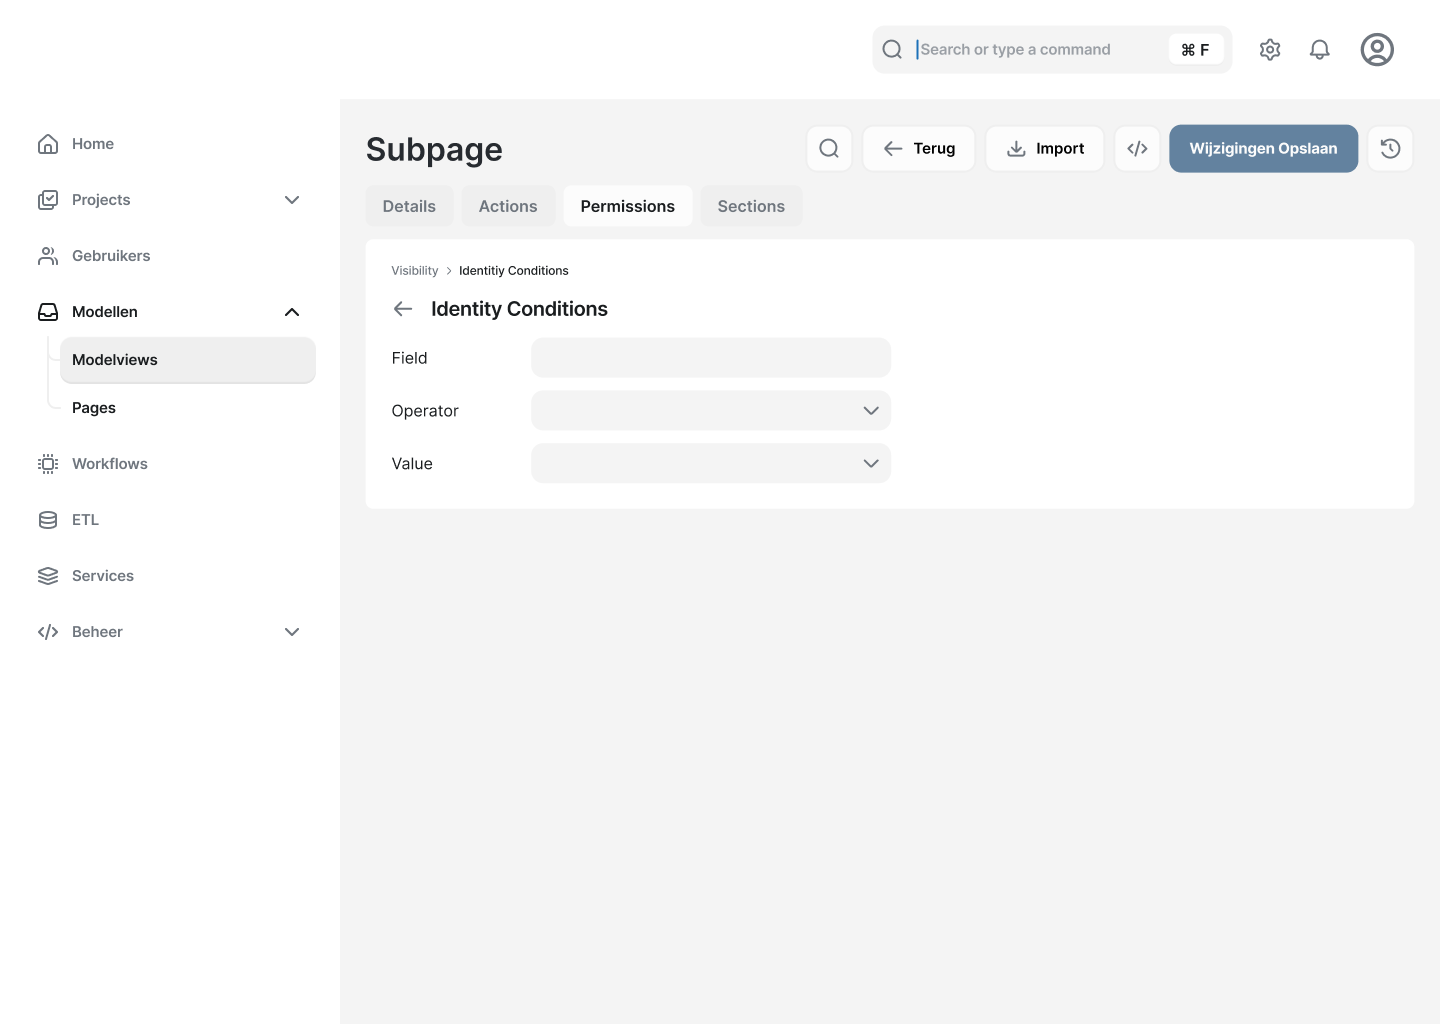 Search or type a command
⌘ F
Home
Projects
Gebruikers
Modellen
Modelviews
Pages
Workflows
ETL
Services
Beheer
Subpage
Terug
Import
Wijzigingen Opslaan
Details
Actions
Permissions
Sections
Visibility > Identitiy Conditions
Identity Conditions
Field
Operator
Value